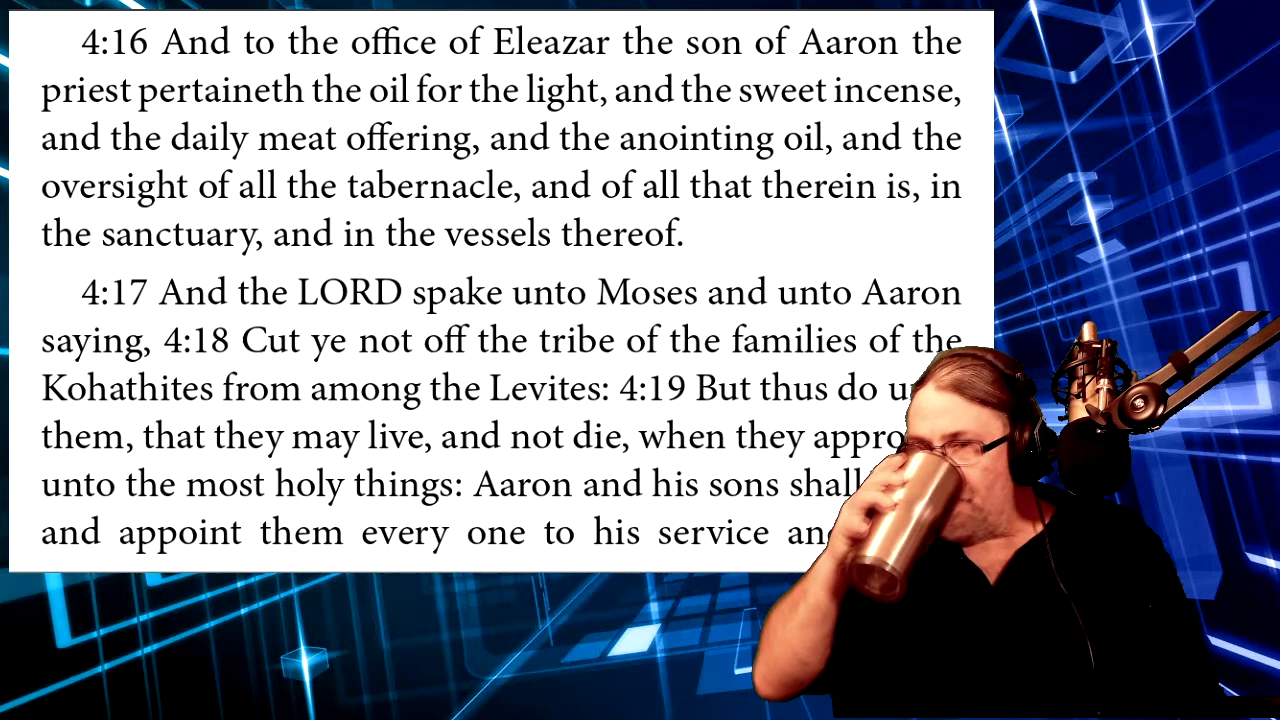 4:16 And to the office of Eleazar the son of Aaron the
priest pertaineth the oil for the light, and the sweet incense,
and the daily meat offering, and the anointing oil, and the
oversight of all the tabernacle, and of all that therein is, in
the sanctuary, and in the vessels thereof.
4:17 And the LORD spake unto Moses and unto Aaron
saying, 4:18 Cut ye not off the tribe of the families of the
Kohathites from among the Levites: 4:19 But thus do
them, that they may live, and not die, when they
unto the most holy things: Aaron and his sons shall
and appoint them every one to his service